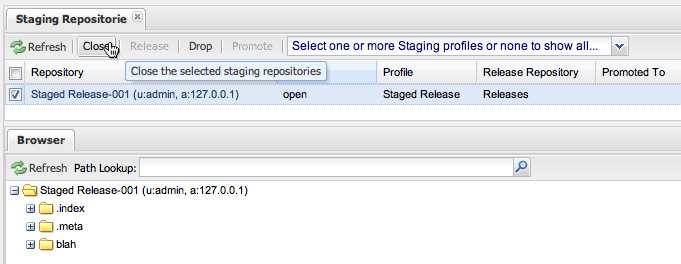 Staging Repositorie
Refresh Close Release Drop Promote Select one or more Staging profiles or none to show all...
Repository Profile Release Repository Promoted To
Close the selected staging repositories
Staged Release-001 (u:admin, a:127.0.0.1) open Staged Release Releases
Browser
Refresh Path Lookup:
Staged Release-001 (u:admin, a:127.0.0.1)
.index
.meta
blah